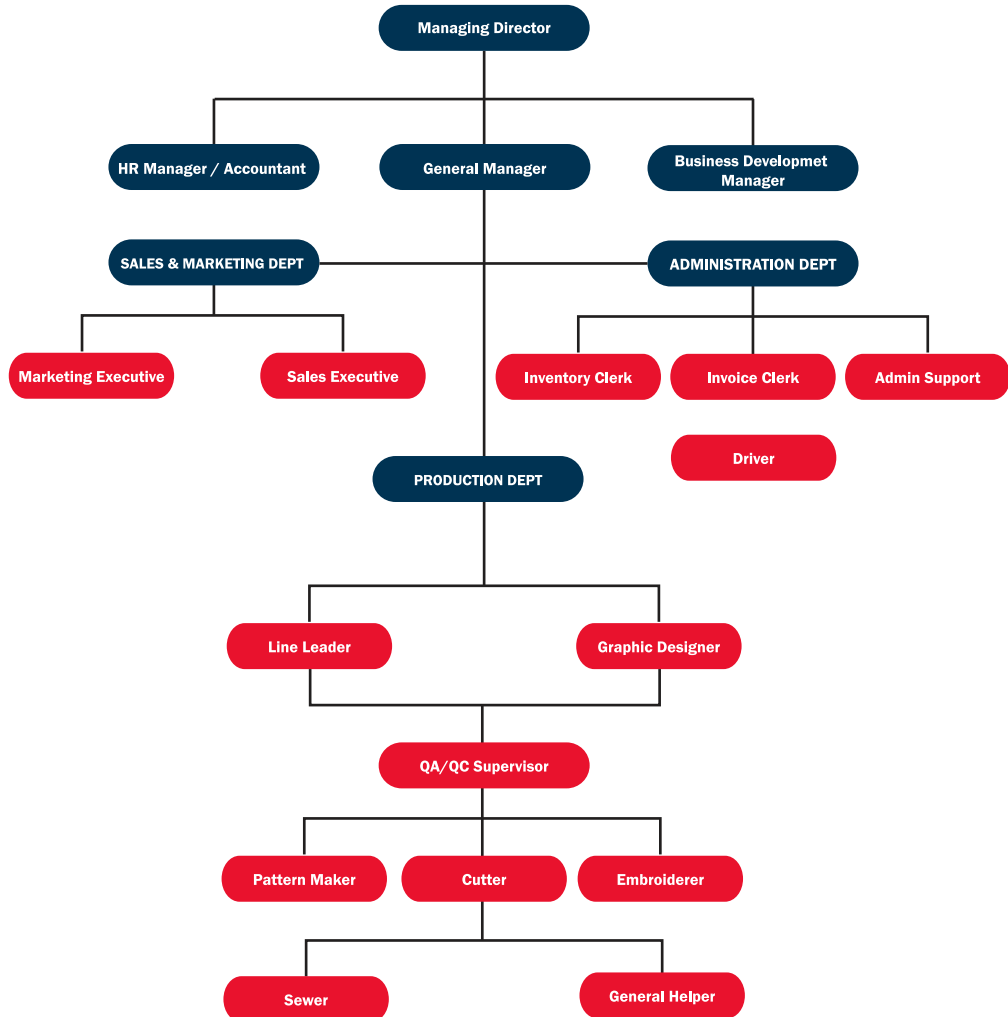 Managing Director
HR Manager / Accountant
General Manager
Business Developmet
Manager
SALES & MARKETING DEPT
ADMINISTRATION DEPT
Marketing Executive
Sales Executive
Inventory Clerk
Invoice Clerk
Admin Support
Driver
PRODUCTION DEPT
Line Leader
Graphic Designer
QA/QC Supervisor
Pattern Maker
Cutter
Embroiderer
Sewer
General Helper